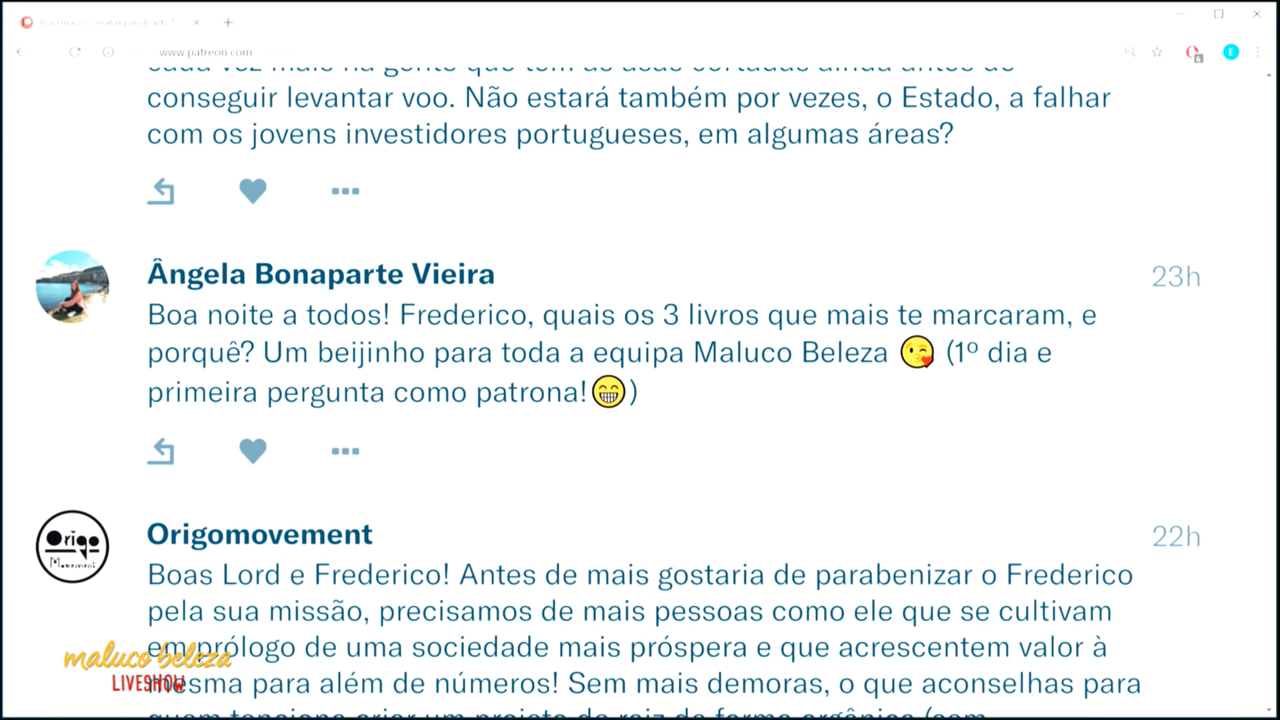 www.patreon.com
conseguir levantar voo. Não estará também por vezes, o Estado, a falhar
com os jovens investidores portugueses, em algumas áreas?
Ângela Bonaparte Vieira
23h
Boa noite a todos! Frederico, quais os 3 livros que mais te marcaram, e
porquê? Um beijinho para toda a equipa Maluco Beleza 😘 (1º dia e
primeira pergunta como patrona!😁)
Origo
Movement
Origomovement
22h
Boas Lord e Frederico! Antes de mais gostaria de parabenizar o Frederico
pela sua missão, precisamos de mais pessoas como ele que se cultivam
em prólogo de uma sociedade mais próspera e que acrescentem valor à
mesma para além de números! Sem mais demoras, o que aconselhas para
maluco beleza
LIVESHOW